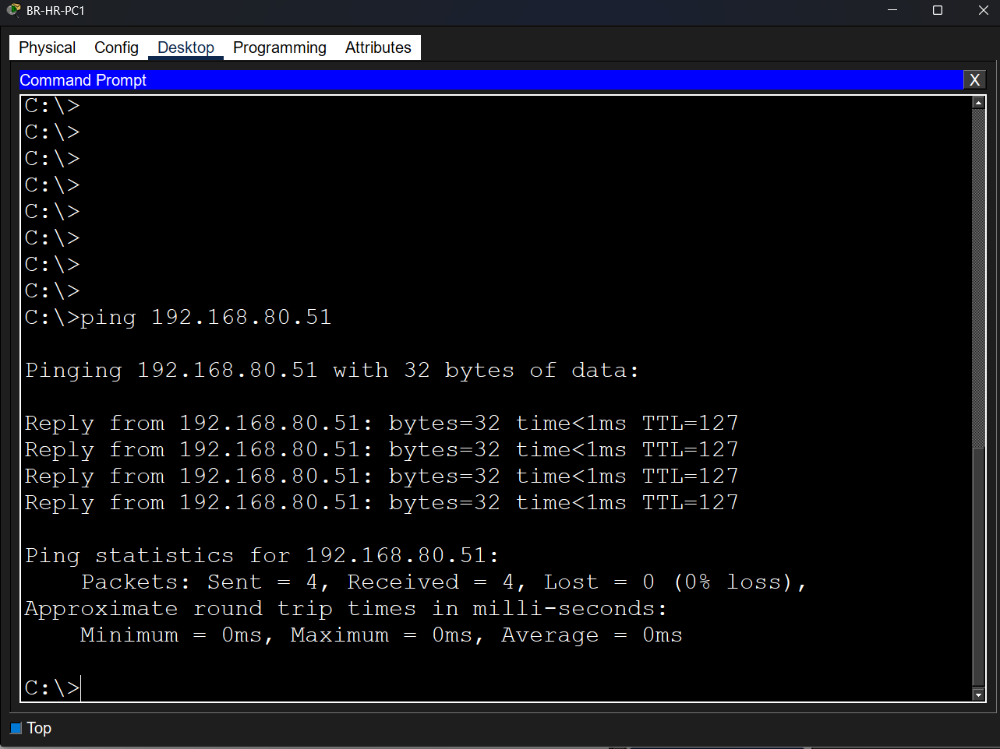 BR-HR-PC1
Physical Config Desktop Programming Attributes
Command Prompt X
C:\>
C:\>
C:\>
C:\>
C:\>
C:\>
C:\>
C:\>
C:\>ping 192.168.80.51
Pinging 192.168.80.51 with 32 bytes of data:
Reply from 192.168.80.51: bytes=32 time<1ms TTL=127
Reply from 192.168.80.51: bytes=32 time<1ms TTL=127
Reply from 192.168.80.51: bytes=32 time<1ms TTL=127
Reply from 192.168.80.51: bytes=32 time<1ms TTL=127
Ping statistics for 192.168.80.51:
Packets: Sent = 4, Received = 4, Lost = 0 (0% loss),
Approximate round trip times in milli-seconds:
Minimum = 0ms, Maximum = 0ms, Average = 0ms
C:\>
Top